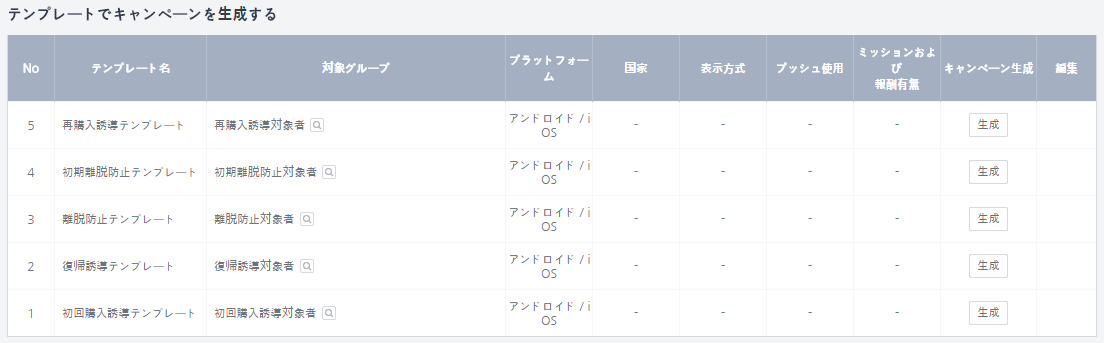 テンプレートでキャンペーンを生成する
No テンプレート名 対象グループ プラットフォーム 国家 表示方式 プッシュ使用 ミッションおよび報酬有無 キャンペーン生成 編集
5 再購入誘導テンプレート 再購入誘導対象者 アンドロイド / iOS - - - - 生成
4 初期離脱防止テンプレート 初期離脱防止対象者 アンドロイド / iOS - - - - 生成
3 離脱防止テンプレート 離脱防止対象者 アンドロイド / iOS - - - - 生成
2 復帰誘導テンプレート 復帰誘導対象者 アンドロイド / iOS - - - - 生成
1 初回購入誘導テンプレート 初回購入誘導対象者 アンドロイド / iOS - - - - 生成